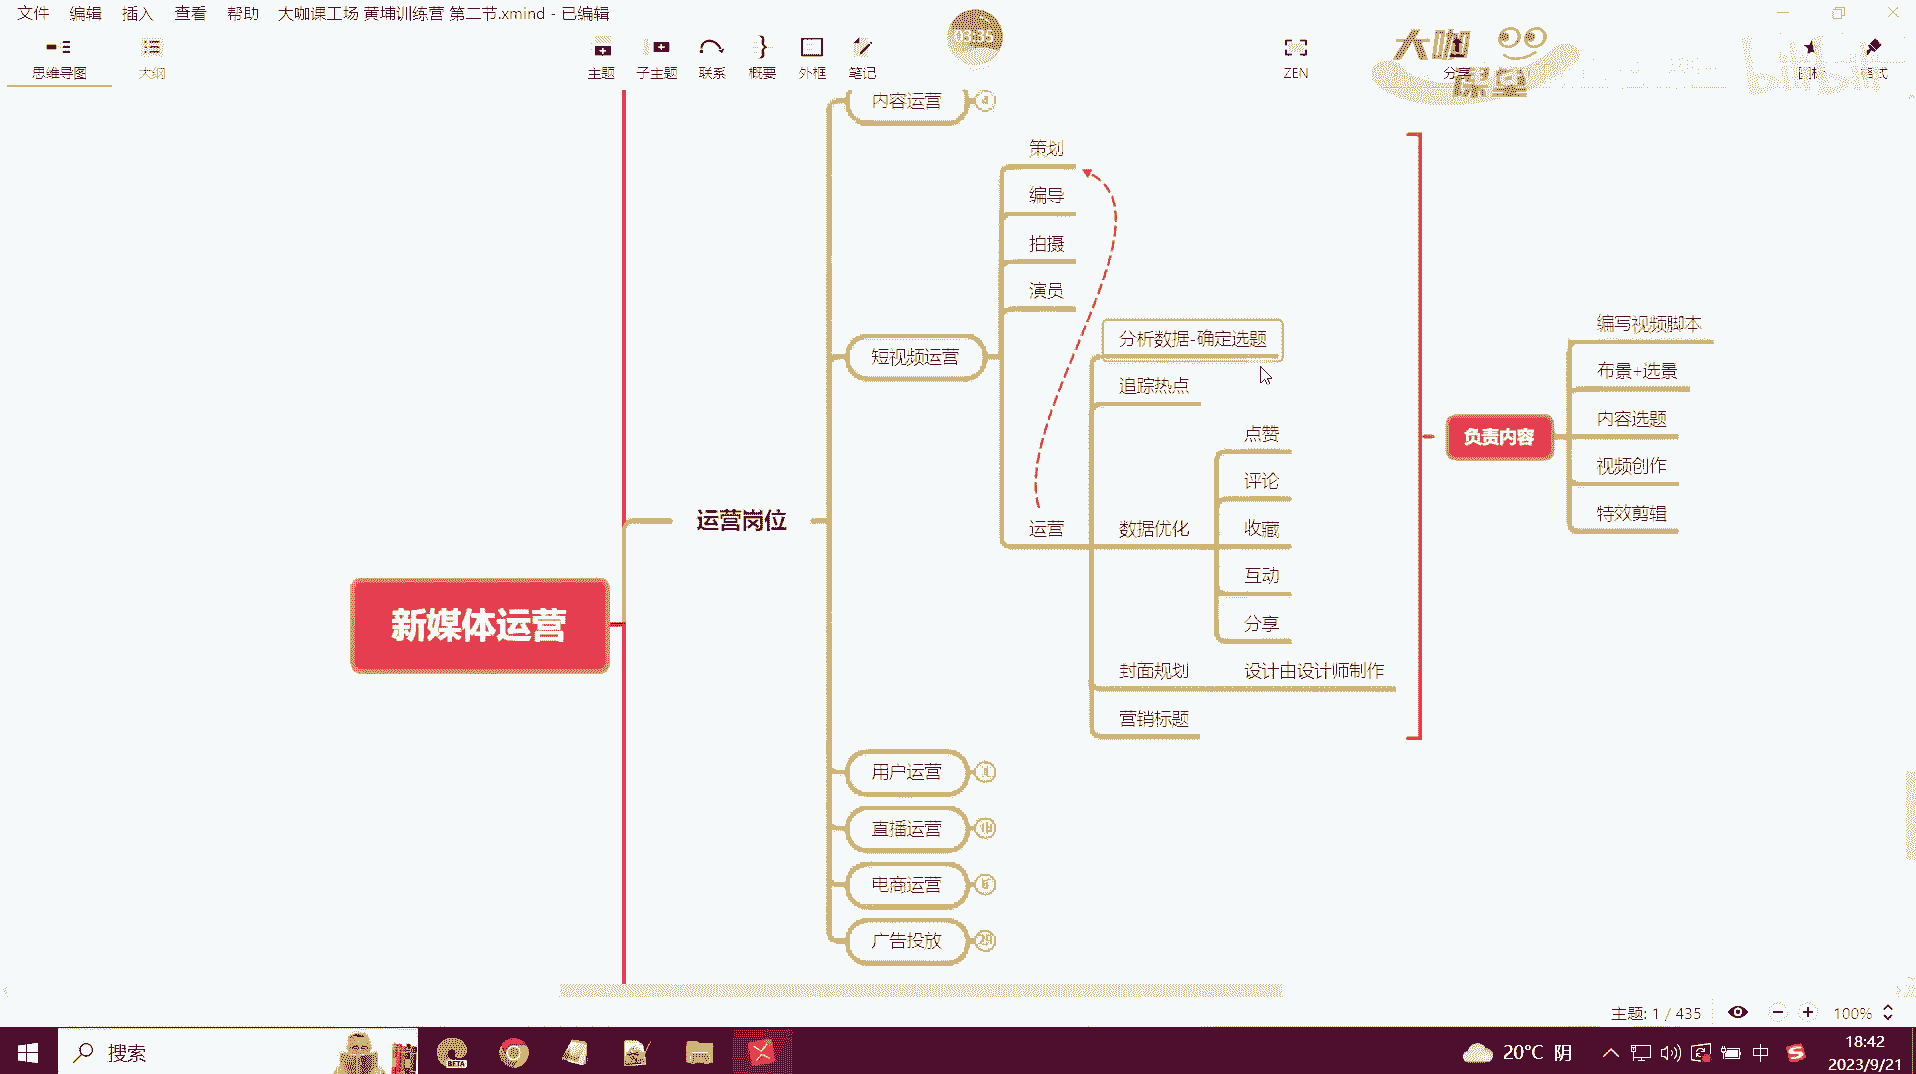 文件 编辑 插入 查看 帮助 大咖课工场 黄埔训练营 第二节.xmind - 已编辑
03:35
思维导图 大纲 主题 子主题 联系 概要 外框 笔记 ZEN 分享 图标 格式
大咖
课堂
bilibili
内容运营
策划
编导
拍摄
演员
编写视频脚本
分析数据-确定选题
短视频运营
布景+选景
追踪热点
内容选题
点赞
负责内容
视频创作
评论
特效剪辑
运营岗位
运营
数据优化
收藏
互动
新媒体运营
分享
封面规划 设计由设计师制作
营销标题
用户运营
直播运营
电商运营
广告投放
主题: 1 / 435 100%
搜索
BETA
20°C 阴
中
18:42
2023/9/21